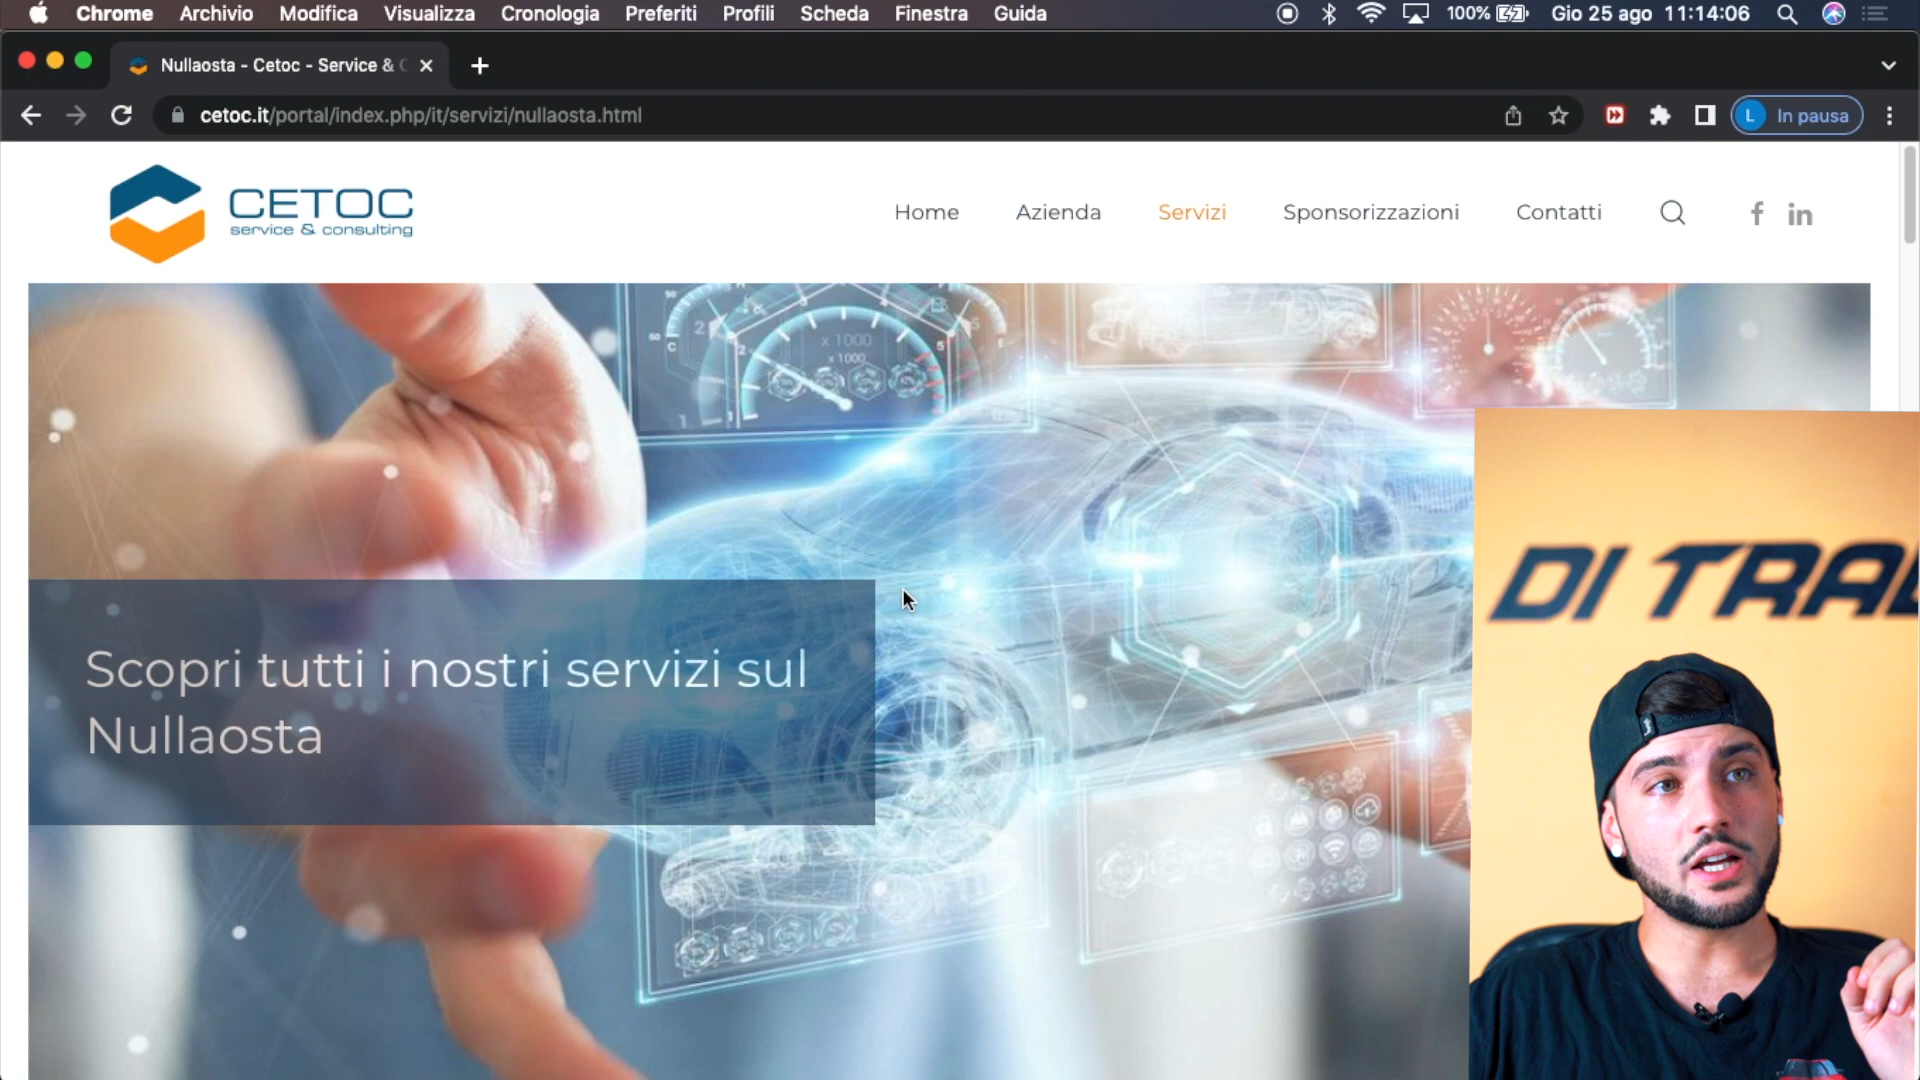 Chrome Archivio Modifica Visualizza Cronologia Preferiti Profili Scheda Finestra Guida 100% Gio 25 ago 11:14:06
Nullaosta - Cetoc - Service &
cetoc.it/portal/index.php/it/servizi/nullaosta.html
L In pausa
CETOC
service & consulting
Home Azienda Servizi Sponsorizzazioni Contatti
x 1000
x 1000
Scopri tutti i nostri servizi sul
Nullaosta
DI TRA